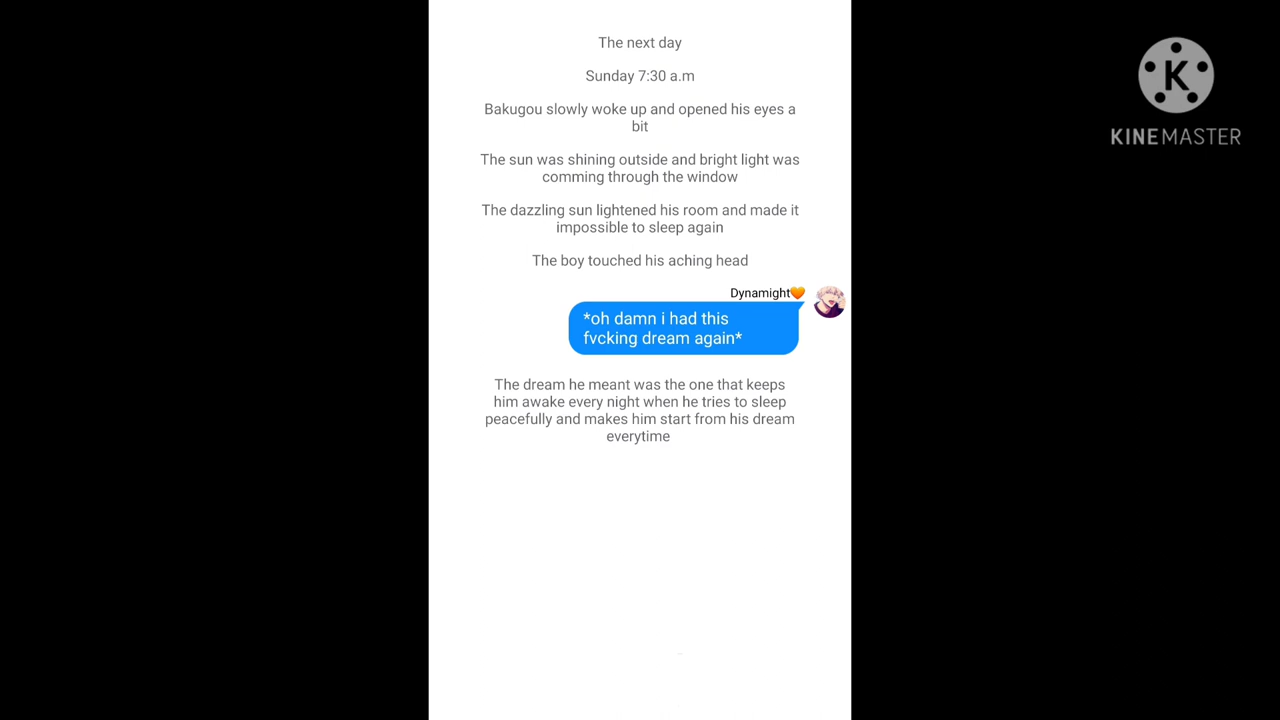 The next day
Sunday 7:30 a.m
Bakugou slowly woke up and opened his eyes a
bit
The sun was shining outside and bright light was
comming through the window
The dazzling sun lightened his room and made it
impossible to sleep again
The boy touched his aching head
Dynamight🧡
*oh damn i had this
fvcking dream again*
The dream he meant was the one that keeps
him awake every night when he tries to sleep
peacefully and makes him start from his dream
everytime
K
KINEMASTER